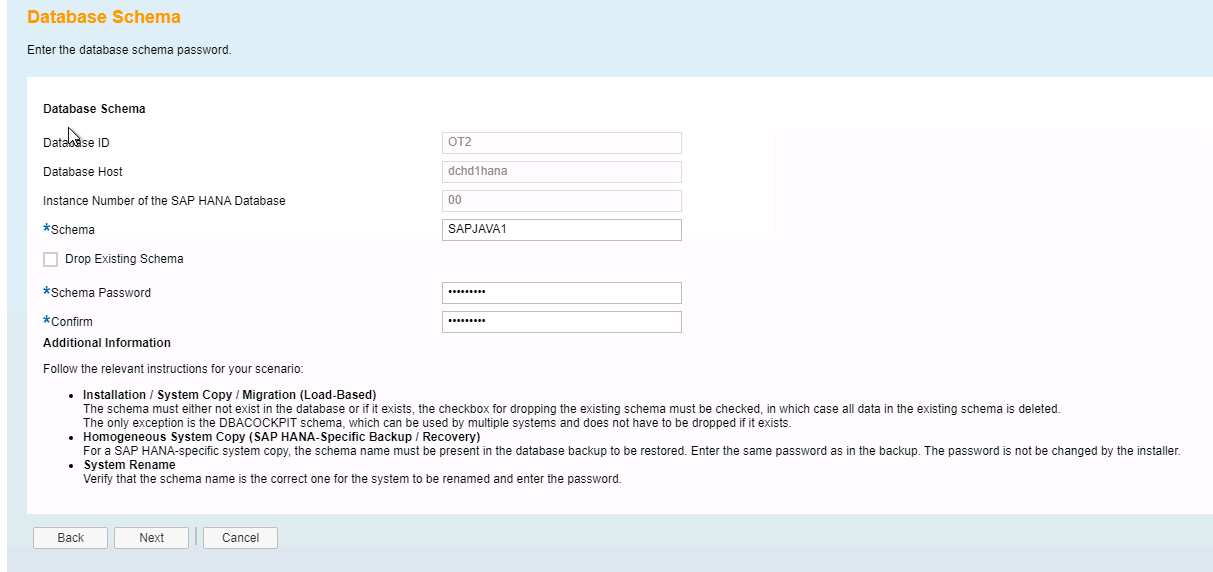 Database Schema
Enter the database schema password.
Database Schema
Database ID
OT2
Database Host
dchd1hana
Instance Number of the SAP HANA Database
00
*Schema
SAPJAVA1
Drop Existing Schema
*Schema Password
•••••••••
*Confirm
•••••••••
Additional Information
Follow the relevant instructions for your scenario:
• Installation / System Copy / Migration (Load-Based)
The schema must either not exist in the database or if it exists, the checkbox for dropping the existing schema must be checked, in which case all data in the existing schema is deleted.
The only exception is the DBACOCKPIT schema, which can be used by multiple systems and does not have to be dropped if it exists.
• Homogeneous System Copy (SAP HANA-Specific Backup / Recovery)
For a SAP HANA-specific system copy, the schema name must be present in the database backup to be restored. Enter the same password as in the backup. The password is not be changed by the installer.
• System Rename
Verify that the schema name is the correct one for the system to be renamed and enter the password.
Back
Next
Cancel